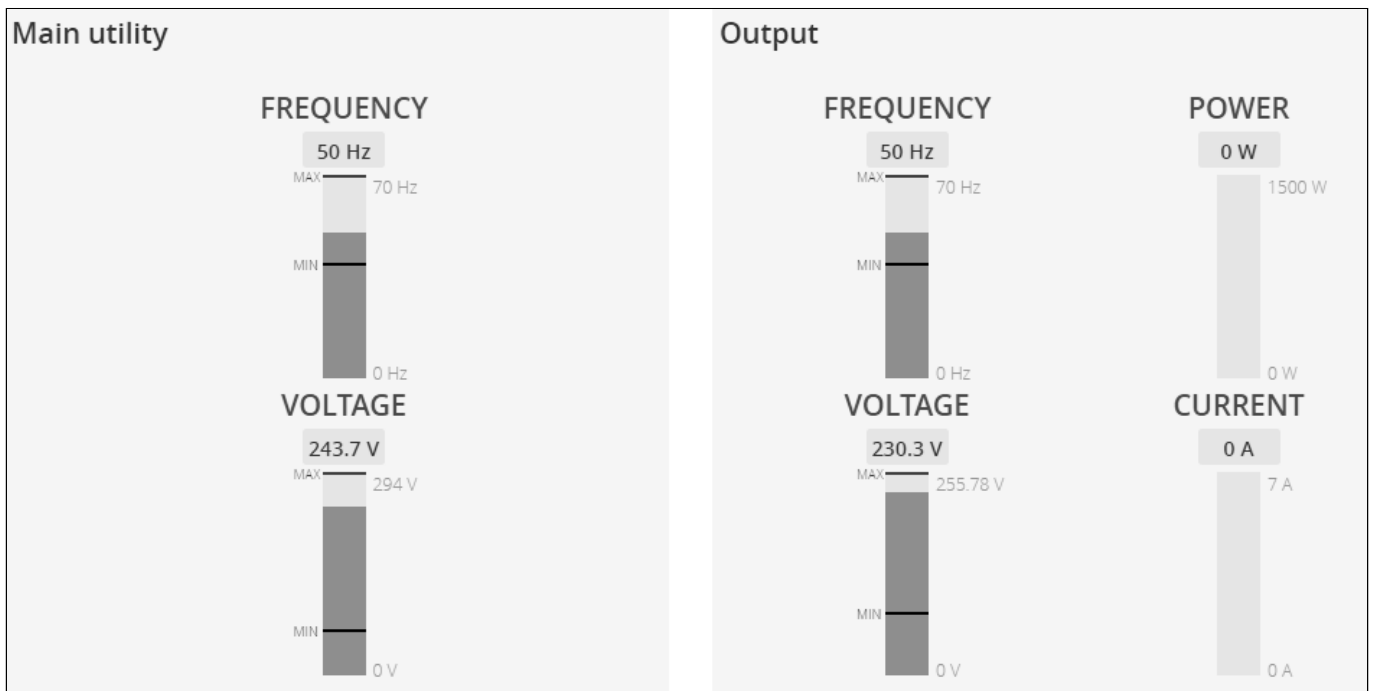 Main utility
FREQUENCY
50 Hz
MAX
70 Hz
MIN
0 Hz
VOLTAGE
243.7 V
MAX
294 V
MIN
0 V
Output
FREQUENCY
50 Hz
MAX
70 Hz
MIN
0 Hz
VOLTAGE
230.3 V
MAX
255.78 V
MIN
0 V
POWER
0 W
1500 W
0 W
CURRENT
0 A
7 A
0 A